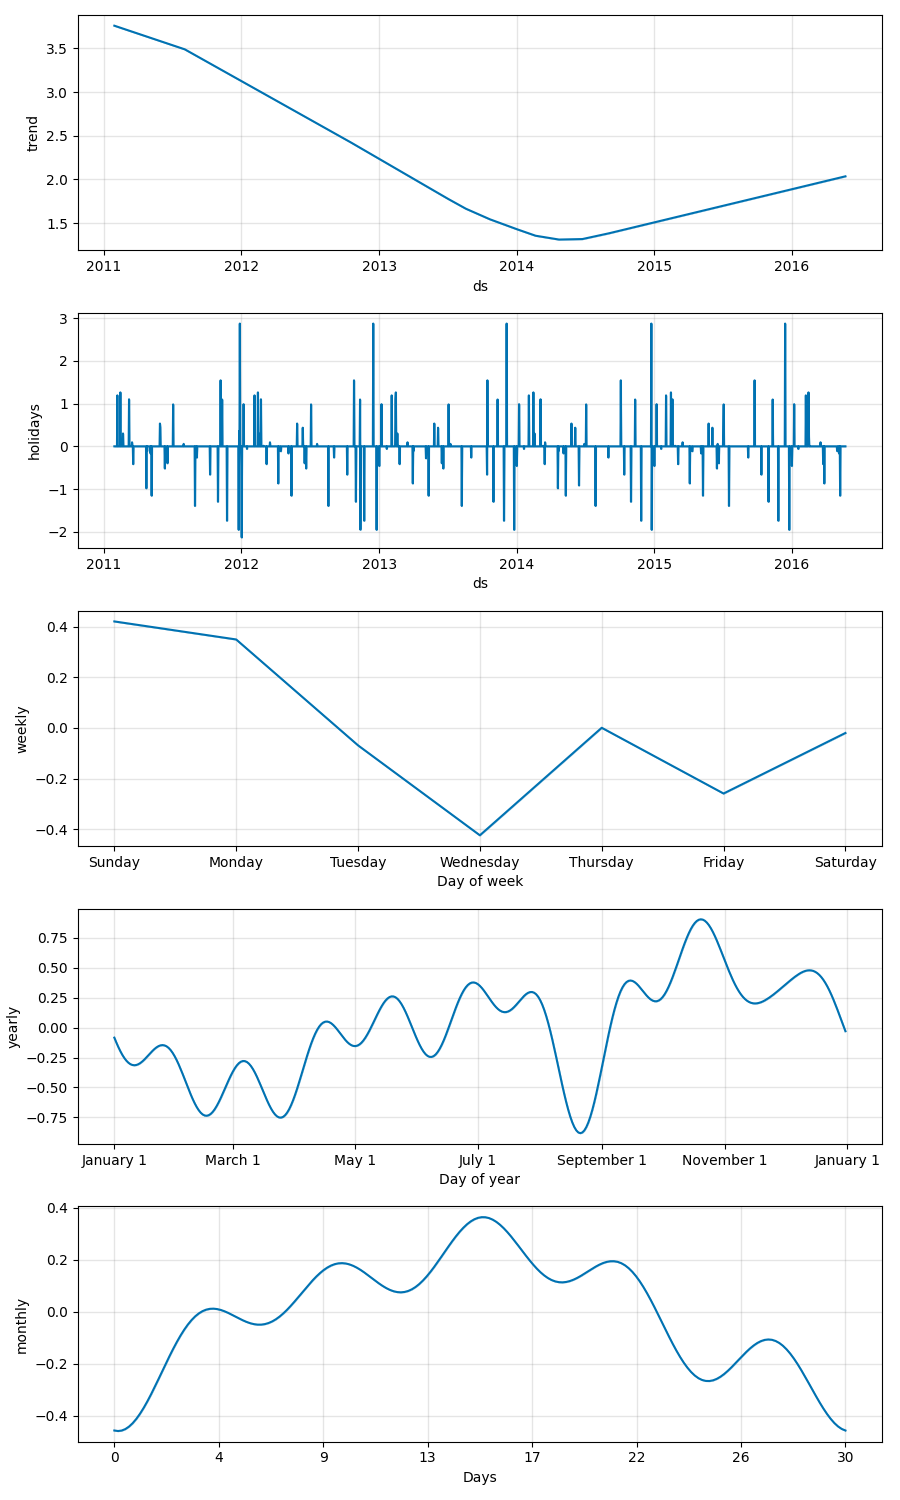 3.5
3.0
2.5
2.0
1.5
trend
2011 2012 2013 2014 2015 2016
ds
3
2
1
0
−1
−2
holidays
2011 2012 2013 2014 2015 2016
ds
0.4
0.2
0.0
−0.2
−0.4
weekly
Sunday Monday Tuesday Wednesday Thursday Friday Saturday
Day of week
0.75
0.50
0.25
0.00
−0.25
−0.50
−0.75
yearly
January 1 March 1 May 1 July 1 September 1 November 1 January 1
Day of year
0.4
0.2
0.0
−0.2
−0.4
monthly
0 4 9 13 17 22 26 30
Days